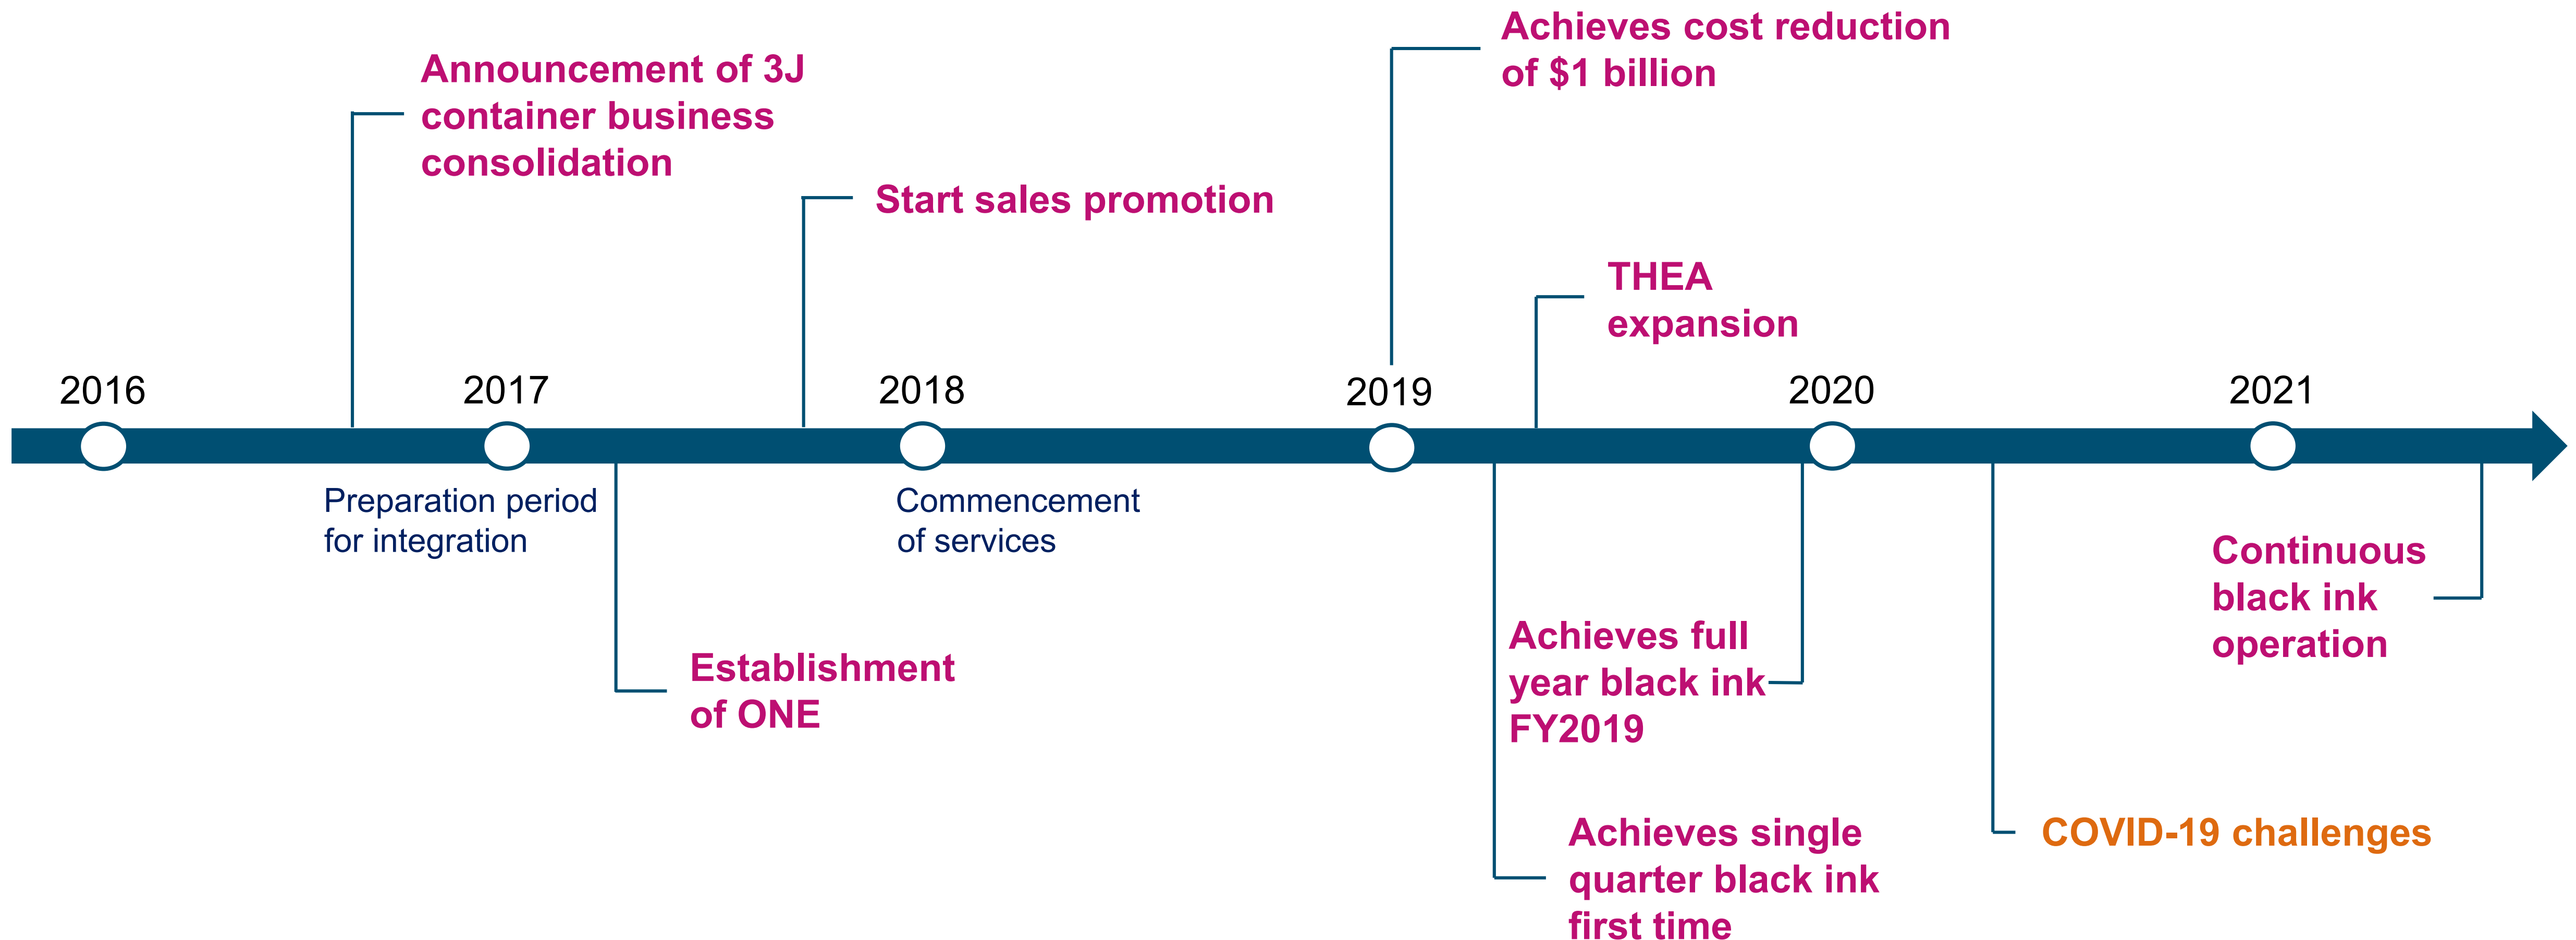 Achieves cost reduction
of $1 billion
Announcement of 3J
container business
consolidation
Start sales promotion
THEA
expansion
2016
2017
2018
2019
2020
2021
Preparation period
for integration
Commencement
of services
Continuous
black ink
operation
Achieves full
year black ink
FY2019
Establishment
of ONE
Achieves single
quarter black ink
first time
COVID-19 challenges